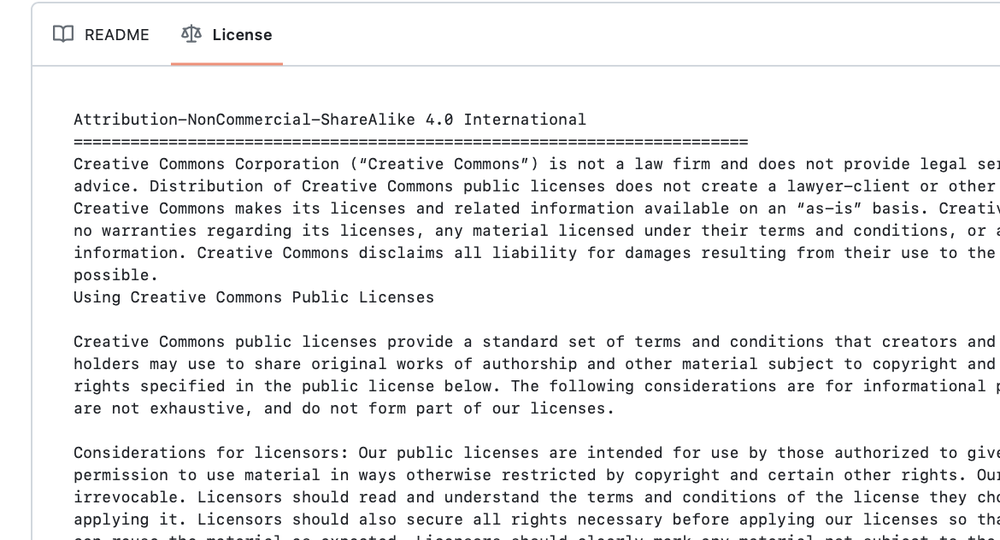 README
License
Attribution-NonCommercial-ShareAlike 4.0 International
=======================================================================
Creative Commons Corporation (“Creative Commons”) is not a law firm and does not provide legal
advice. Distribution of Creative Commons public licenses does not create a lawyer-client or other
Creative Commons makes its licenses and related information available on an “as-is” basis.
no warranties regarding its licenses, any material licensed under their terms and conditions, or
information. Creative Commons disclaims all liability for damages resulting from their use to the
possible.
Using Creative Commons Public Licenses
Creative Commons public licenses provide a standard set of terms and conditions that creators and
holders may use to share original works of authorship and other material subject to copyright and
rights specified in the public license below. The following considerations are for informational
are not exhaustive, and do not form part of our licenses.
Considerations for licensors: Our public licenses are intended for use by those authorized to give
permission to use material in ways otherwise restricted by copyright and certain other rights. Our
irrevocable. Licensors should read and understand the terms and conditions of the license they
applying it. Licensors should also secure all rights necessary before applying our licenses so